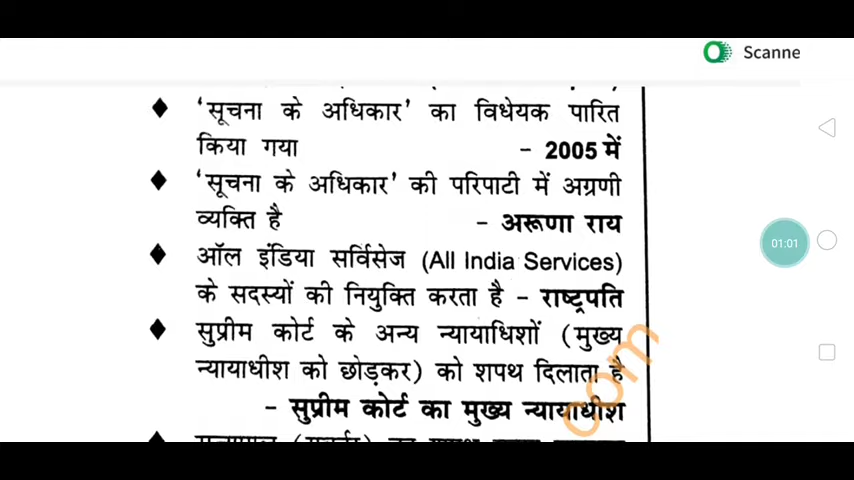 Scanne
♦ 'सूचना के अधिकार' का विधेयक पारित
किया गया - 2005 में
♦ 'सूचना के अधिकार' की परिपाटी में अग्रणी
व्यक्ति है - अरूणा राय
01:01
♦ ऑल इंडिया सर्विसेज (All India Services)
के सदस्यों की नियुक्ति करता है - राष्ट्रपति
♦ सुप्रीम कोर्ट के अन्य न्यायाधिशों (मुख्य
न्यायाधीश को छोड़कर) को शपथ दिलाता है
- सुप्रीम कोर्ट का मुख्य न्यायाधीश
com